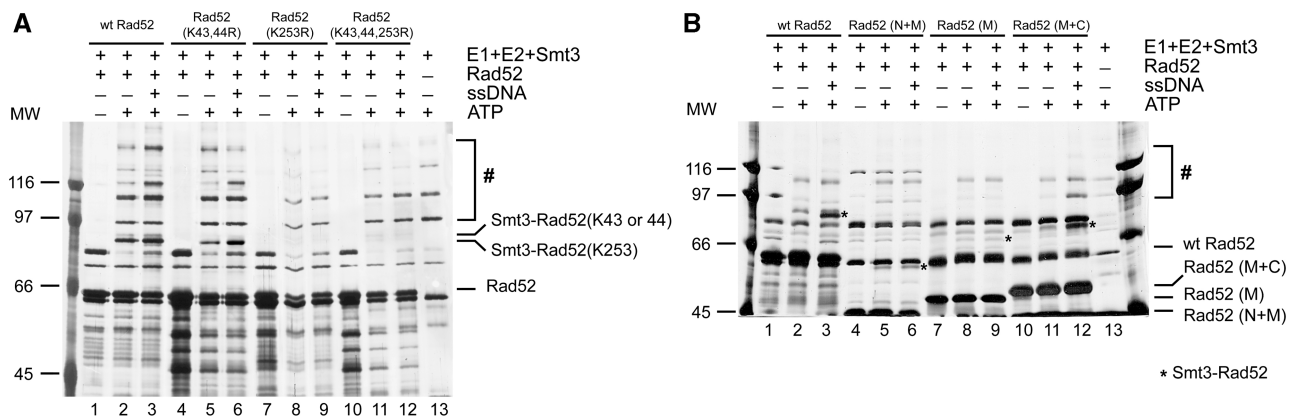 A
wt Rad52
Rad52 (K43,44R)
Rad52 (K253R)
Rad52 (K43,44,253R)
+ + + + + + + + + + + + + E1+E2+Smt3
+ + + + + + + + + + + + – Rad52
– – + – – + – – + – – + – ssDNA
MW – + + – + + – + + – + + + ATP
116
97
66
45
#
Smt3-Rad52(K43 or 44)
Smt3-Rad52(K253)
Rad52
1 2 3 4 5 6 7 8 9 10 11 12 13
B
wt Rad52
Rad52 (N+M)
Rad52 (M)
Rad52 (M+C)
+ + + + + + + + + + + + + E1+E2+Smt3
+ + + + + + + + + + + + – Rad52
– – + – – + – – + – – + – ssDNA
MW – + + – + + – + + – + + + ATP
116
97
66
45
#
*
*
*
*
wt Rad52
Rad52 (M+C)
Rad52 (M)
Rad52 (N+M)
1 2 3 4 5 6 7 8 9 10 11 12 13
* Smt3-Rad52